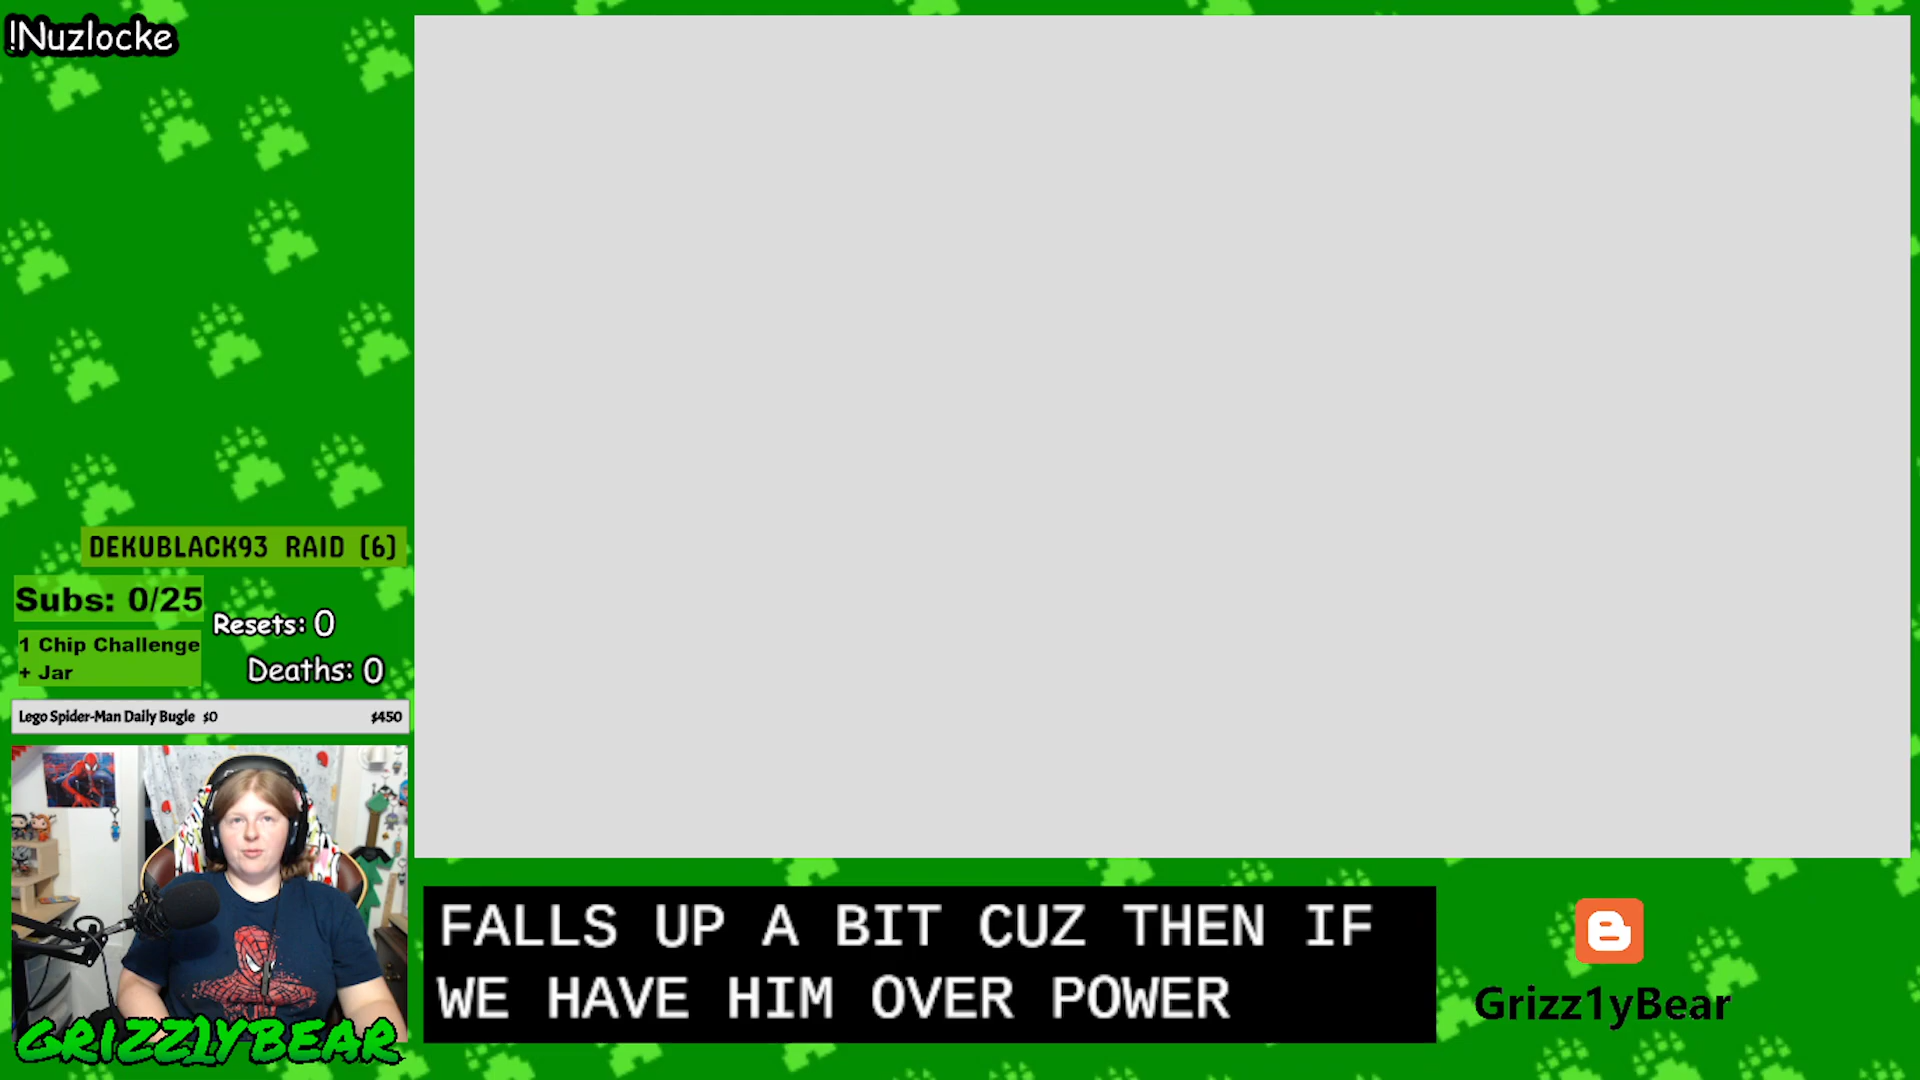 !Nuzlocke
DEKUBLACK93 RAID (6)
Subs: 0/25
1 Chip Challenge
+ Jar
Resets: 0
Deaths: 0
Lego Spider-Man Daily Bugle $0 $450
GRIZZ1YBEAR
FALLS UP A BIT CUZ THEN IF
WE HAVE HIM OVER POWER
Grizz1yBear